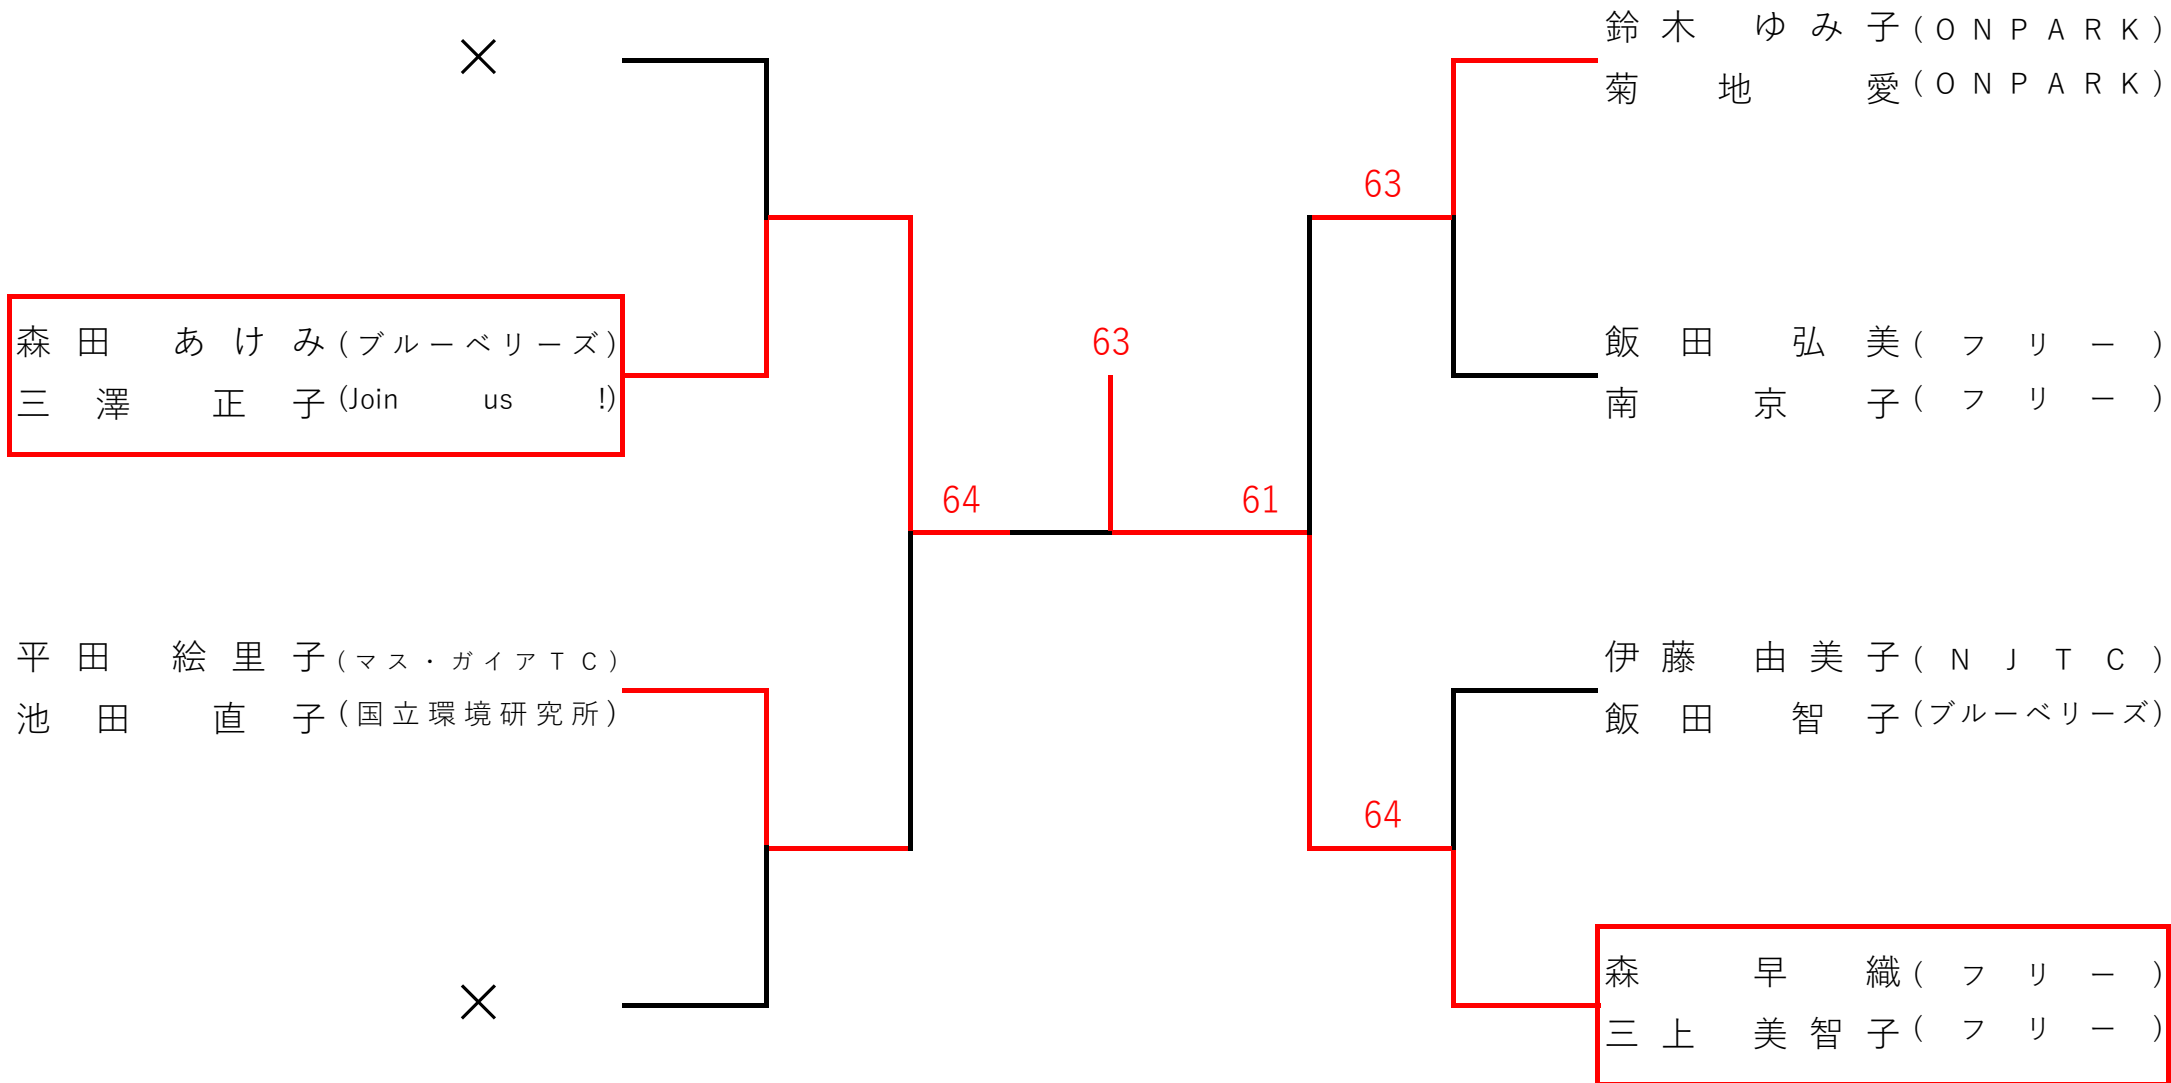 ×
森田 あけみ(ブルーベリーズ)
三澤 正子(Join us !)
平田 絵里子(マス・ガイアTC)
池田 直子(国立環境研究所)
×
64
63
61
63
64
鈴木 ゆみ子(ONPARK)
菊地 愛(ONPARK)
飯田 弘美(フリー)
南 京子(フリー)
伊藤 由美子(NJTC)
飯田 智子(ブルーベリーズ)
森 早織(フリー)
三上 美智子(フリー)